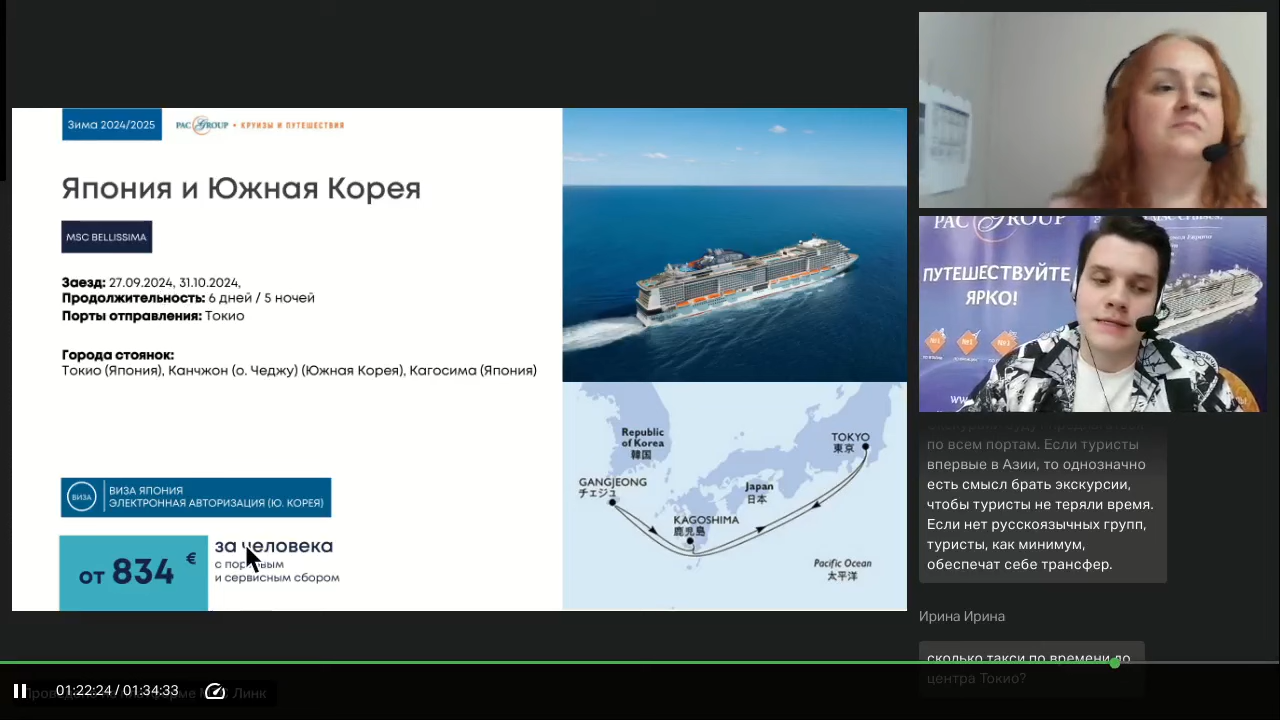 Зима 2024/2025
PAC GROUP • КРУИЗЫ И ПУТЕШЕСТВИЯ
Япония и Южная Корея
MSC BELLISSIMA
Заезд: 27.09.2024, 31.10.2024,
Продолжительность: 6 дней / 5 ночей
Порты отправления: Токио
Города стоянок:
Токио (Япония), Канчжон (о. Чеджу) (Южная Корея), Кагосима (Япония)
ВИЗА
ВИЗА ЯПОНИЯ
ЭЛЕКТРОННАЯ АВТОРИЗАЦИЯ (Ю. КОРЕЯ)
от 834 €
за человека
с портовым
и сервисным сбором
Republic
of Korea
韓国
TOKYO
東京
GANGJEONG
チェジュ
Japan
日本
KAGOSHIMA
鹿児島
Pacific Ocean
太平洋
PAC GROUP
MSC Cruises.
ПУТЕШЕСТВУЙТЕ
ЯРКО!
№1 №1 №1
по всем портам. Если туристы
впервые в Азии, то однозначно
есть смысл брать экскурсии,
чтобы туристы не теряли время.
Если нет русскоязычных групп,
туристы, как минимум,
обеспечат себе трансфер.
Ирина Ирина
сколько такси по времени до
центра Токио?
01:22:24 / 01:34:33